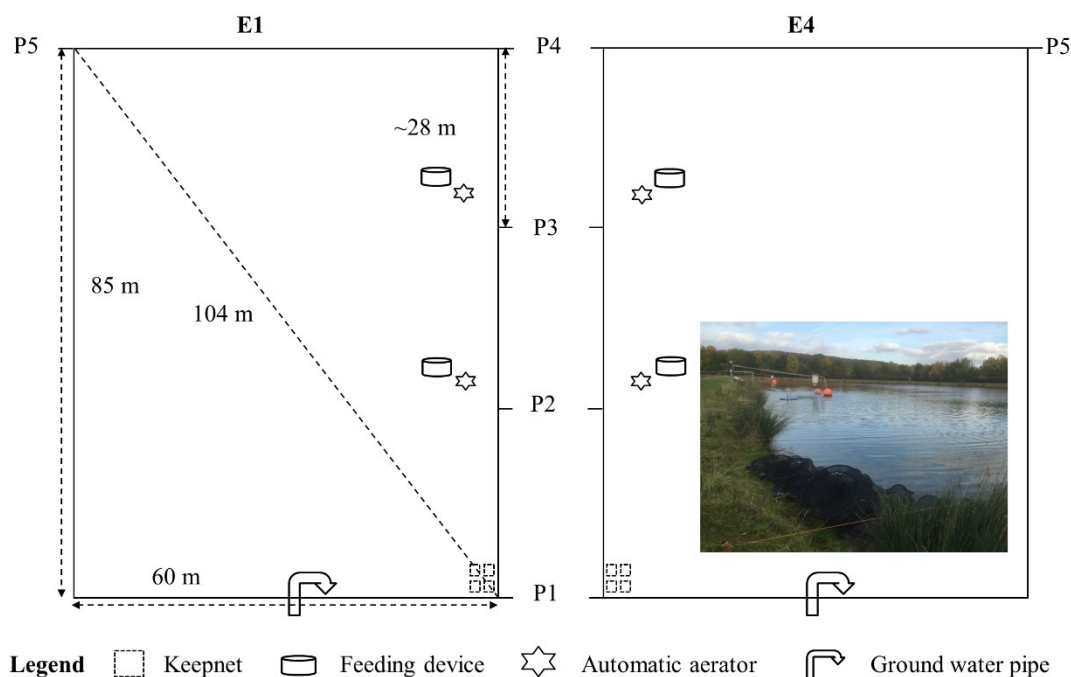 E1
E4
P5
P4
P5
~28 m
P3
85 m
104 m
P2
60 m
P1
Legend Keepnet Feeding device Automatic aerator Ground water pipe